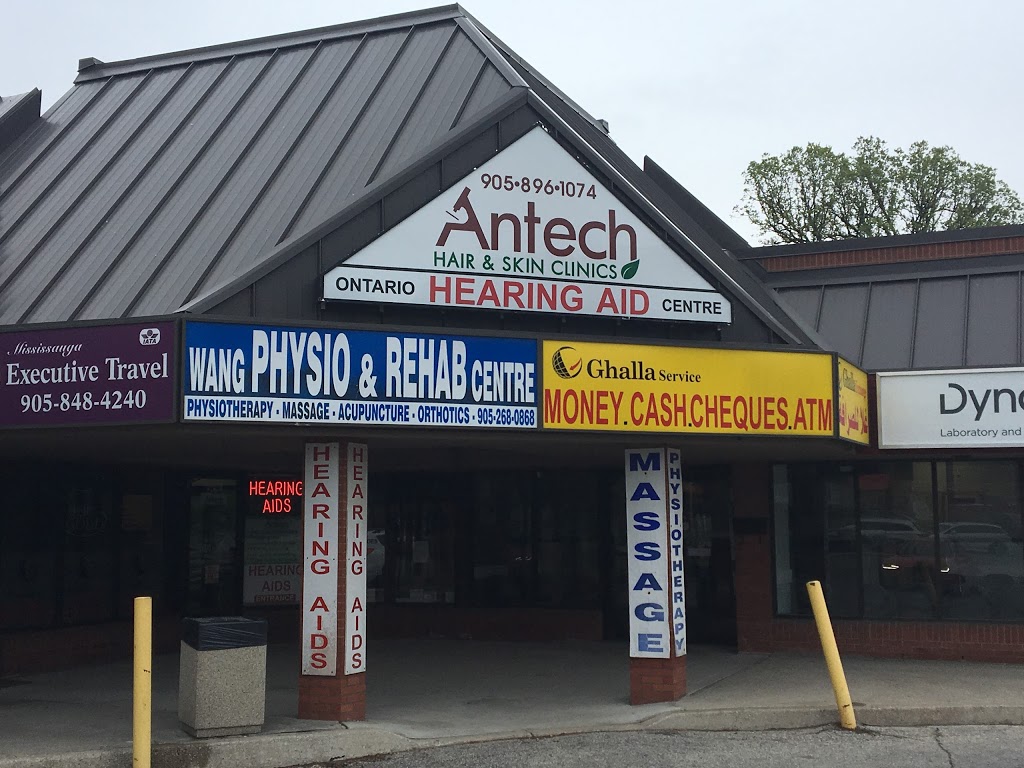 905•896•1074
Antech
HAIR & SKIN CLINICS
ONTARIO HEARING AID CENTRE
Mississauga
IATA
Executive Travel
905-848-4240
WANG PHYSIO & REHAB CENTRE
PHYSIOTHERAPY - MASSAGE - ACUPUNCTURE - ORTHOTICS - 905-268-0868
Ghalla Service
MONEY.CASH.CHEQUES.ATM
Laboratory and
HEARING
AIDS
HEARING
AIDS
HEARING AIDS
HEARING AIDS
MASSAGE
PHYSIOTHERAPY